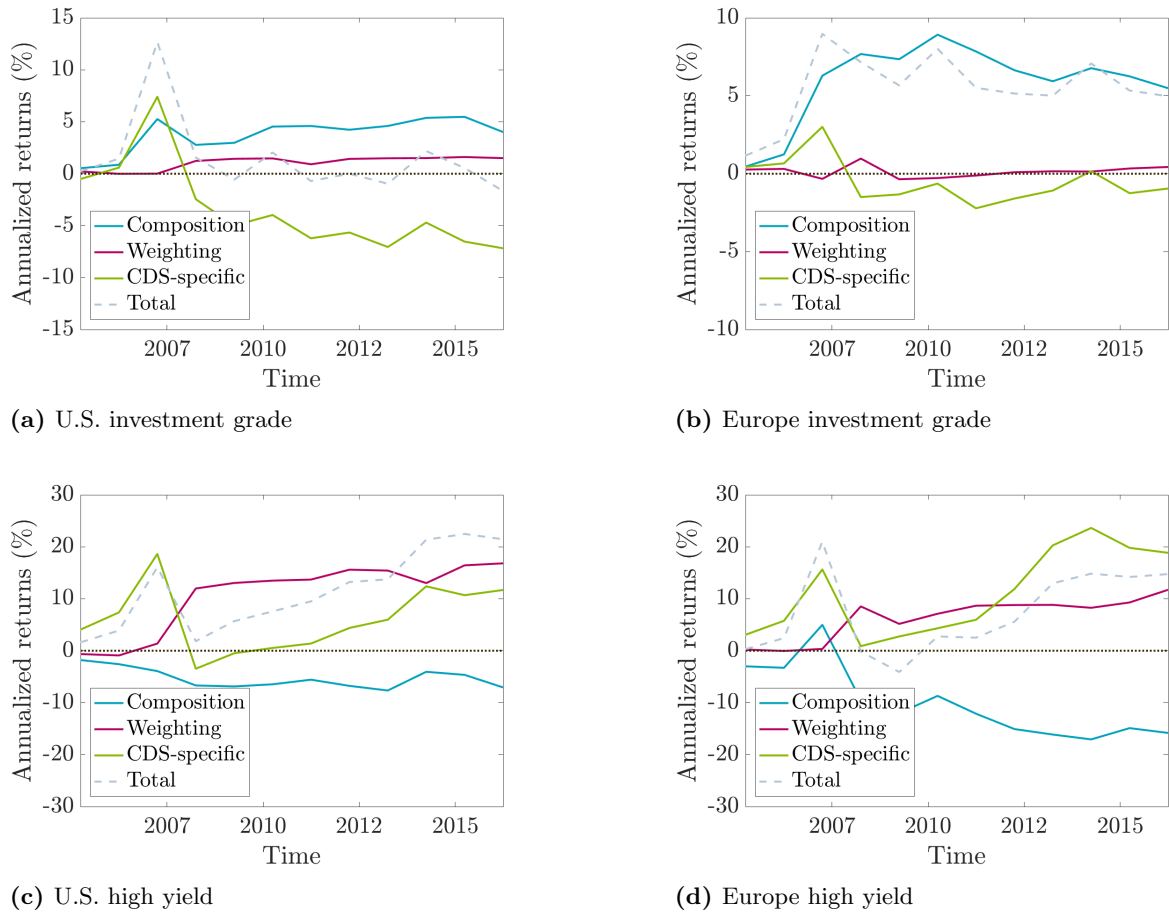 Annualized returns (%)
15
10
5
0
-5
-10
-15
Composition
Weighting
CDS-specific
Total
2007 2010 2012 2015
Time
(a) U.S. investment grade
Annualized returns (%)
10
5
0
-5
-10
Composition
Weighting
CDS-specific
Total
2007 2010 2012 2015
Time
(b) Europe investment grade
Annualized returns (%)
30
20
10
0
-10
-20
-30
Composition
Weighting
CDS-specific
Total
2007 2010 2012 2015
Time
(c) U.S. high yield
Annualized returns (%)
30
20
10
0
-10
-20
-30
Composition
Weighting
CDS-specific
Total
2007 2010 2012 2015
Time
(d) Europe high yield